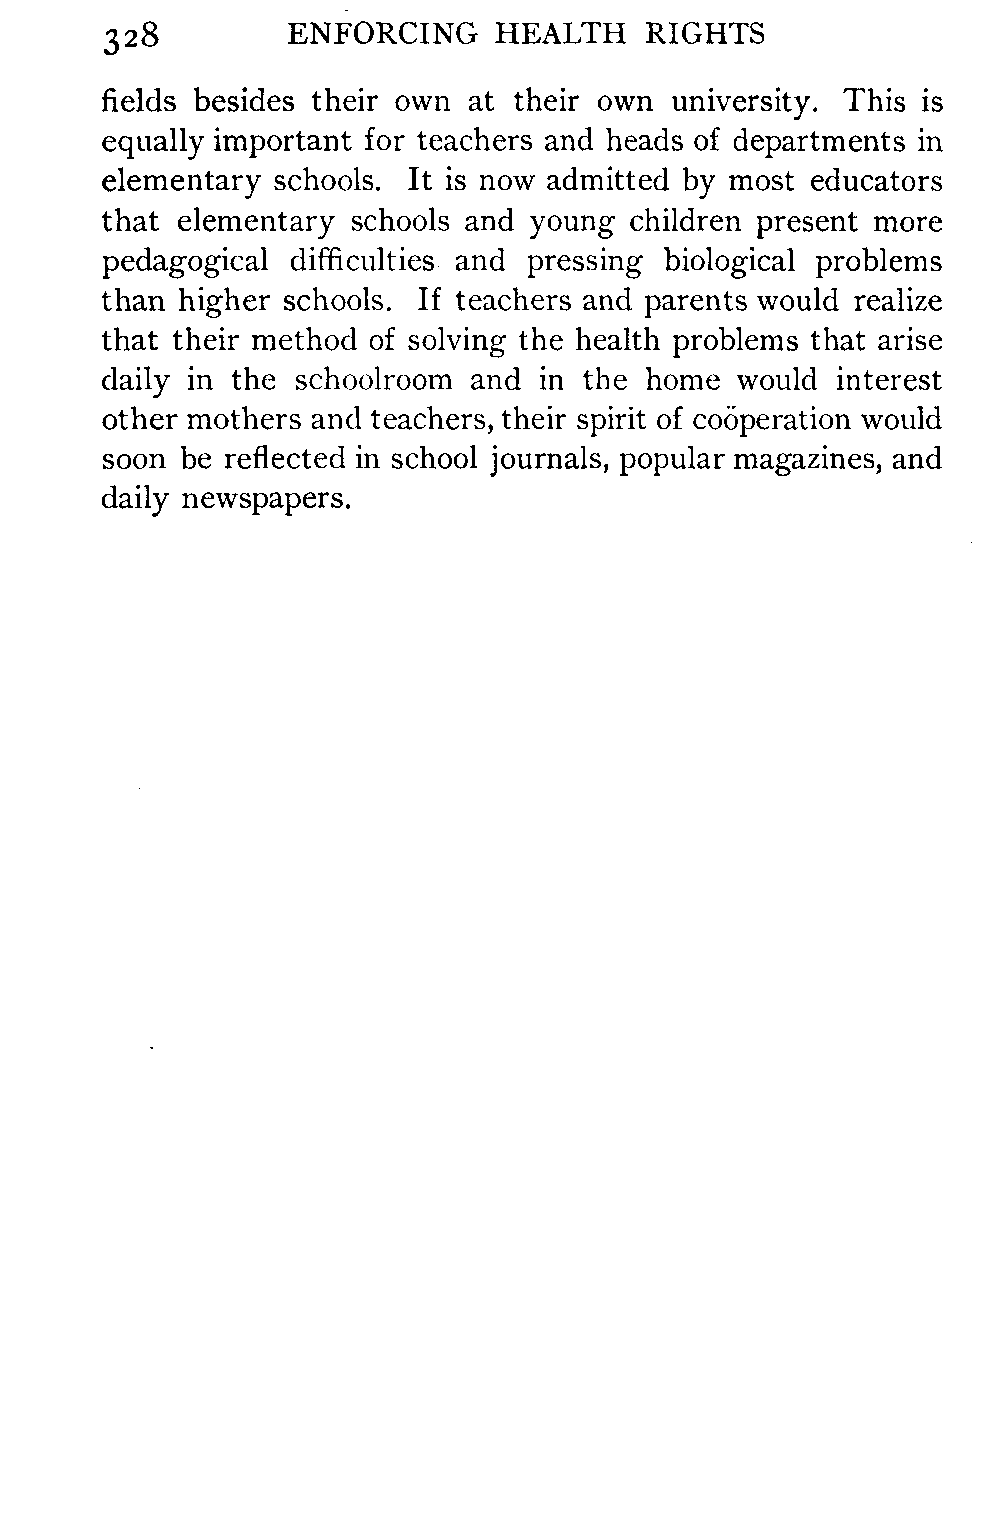 328 ENFORCING HEALTH RIGHTS
fields besides their own at their own university. This is
equally important for teachers and heads of departments in
elementary schools. It is now admitted by most educators
that elementary schools and young children present more
pedagogical difficulties and pressing biological problems
than higher schools. If teachers and parents would realize
that their method of solving the health problems that arise
daily in the schoolroom and in the home would interest
other mothers and teachers, their spirit of coöperation would
soon be reflected in school journals, popular magazines, and
daily newspapers.